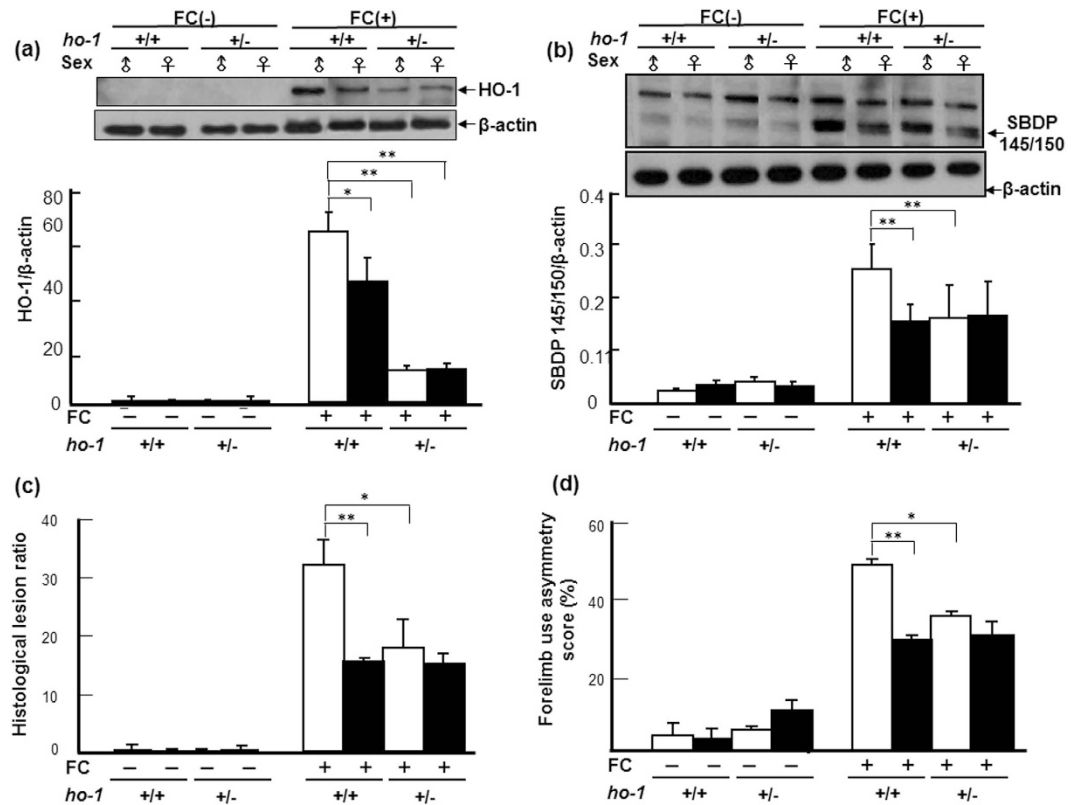 (a)
FC(-) FC(+)
ho-1 +/+ +/- +/+ +/-
Sex ♂ ♀ ♂ ♀ ♂ ♀ ♂ ♀
HO-1
β-actin
** 
**
*
HO-1/β-actin
80
60
40
20
0
FC − − − − + + + +
ho-1 +/+ +/- +/+ +/-
(b)
FC(-) FC(+)
ho-1 +/+ +/- +/+ +/-
Sex ♂ ♀ ♂ ♀ ♂ ♀ ♂ ♀
SBDP
145/150
β-actin
**
**
SBDP 145/150/β-actin
0.4
0.3
0.2
0.1
0
FC − − − − + + + +
ho-1 +/+ +/- +/+ +/-
(c)
*
**
Histological lesion ratio
40
30
20
10
0
FC − − − − + + + +
ho-1 +/+ +/- +/+ +/-
(d)
*
**
Forelimb use asymmetry
score (%)
60
40
20
0
FC − − − − + + + +
ho-1 +/+ +/- +/+ +/-